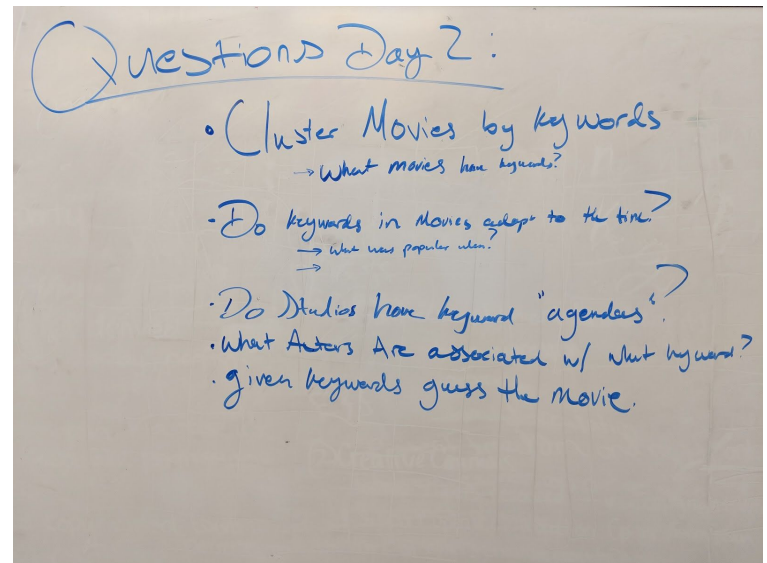 Questions Day 2:
• Cluster Movies by keywords
→ What movies have keywords?
• Do keywords in Movies adapt to the time?
→ What was popular when?
→
• Do Studios have keyword "agendas"?
• What Actors Are associated w/ what keyword?
• given keywords guess the movie.